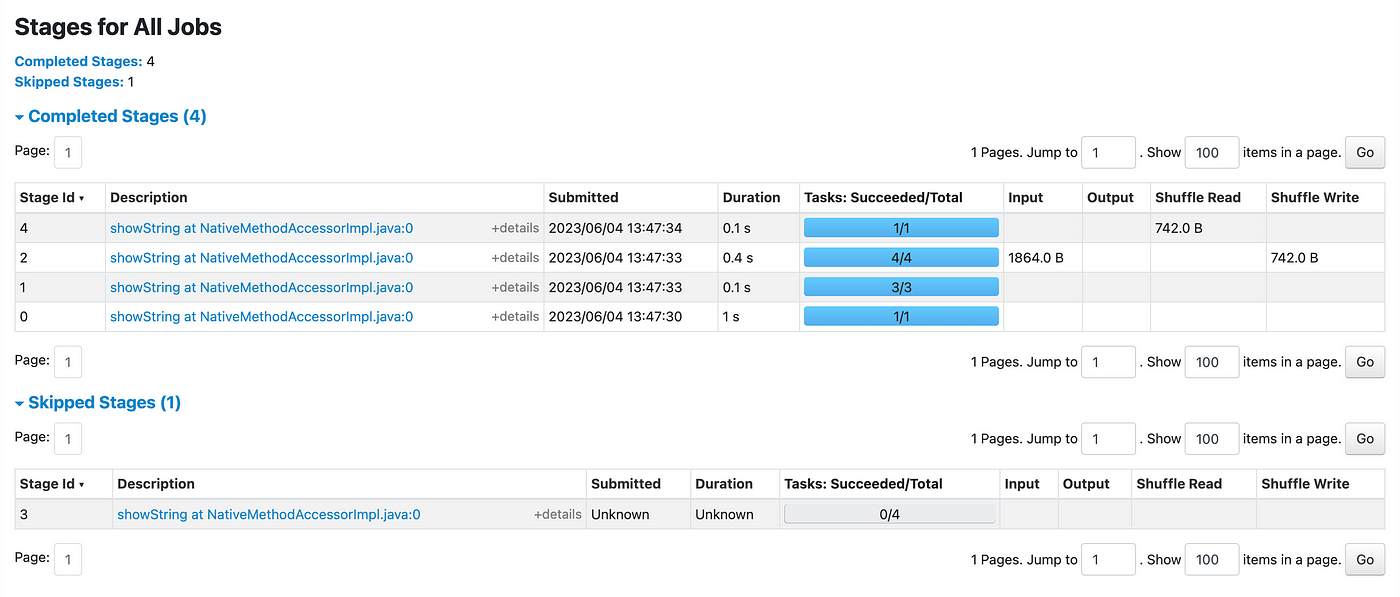 Stages for All Jobs
Completed Stages: 4
Skipped Stages: 1
Completed Stages (4)
Page: 1 1 Pages. Jump to 1 . Show 100 items in a page. Go
Stage Id ▾ Description Submitted Duration Tasks: Succeeded/Total Input Output Shuffle Read Shuffle Write
4 showString at NativeMethodAccessorImpl.java:0 +details 2023/06/04 13:47:34 0.1 s 1/1 742.0 B
2 showString at NativeMethodAccessorImpl.java:0 +details 2023/06/04 13:47:33 0.4 s 4/4 1864.0 B 742.0 B
1 showString at NativeMethodAccessorImpl.java:0 +details 2023/06/04 13:47:33 0.1 s 3/3
0 showString at NativeMethodAccessorImpl.java:0 +details 2023/06/04 13:47:30 1 s 1/1
Page: 1 1 Pages. Jump to 1 . Show 100 items in a page. Go
Skipped Stages (1)
Page: 1 1 Pages. Jump to 1 . Show 100 items in a page. Go
Stage Id ▾ Description Submitted Duration Tasks: Succeeded/Total Input Output Shuffle Read Shuffle Write
3 showString at NativeMethodAccessorImpl.java:0 +details Unknown Unknown 0/4
Page: 1 1 Pages. Jump to 1 . Show 100 items in a page. Go